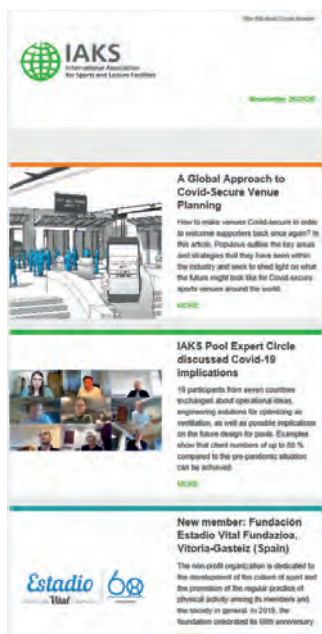 IAKS
International Association
for Sports and Leisure Facilities
Newsletter
A Global Approach to
Covid-Secure Venue
Planning
How to make venues Covid-secure in order
to welcome supporters back once again? In
this article, Populous outline the key areas
and strategies that they have seen within
the industry and seek to shed light on what
the future might look like for Covid-secure
sports venues around the world.
MORE
IAKS Pool Expert Circle
discussed Covid-19
implications
participants from seven countries
exchanged about operational ideas,
engineering solutions for optimizing air
ventilation, as well as possible implications
on the future design for pools. Examples
show that client numbers of up to 80 %
compared to the pre-pandemic situation
can be achieved.
MORE
New member: Fundación
Estadio Vital Fundazioa,
Vitoria-Gasteiz (Spain)
The non-profit organization is dedicated to
the development of the culture of sport and
the promotion of the regular practice of
physical activity among its members and
the society in general. In 2019, the
foundation celebrated its 60th anniversary
Estadio
Vital
60